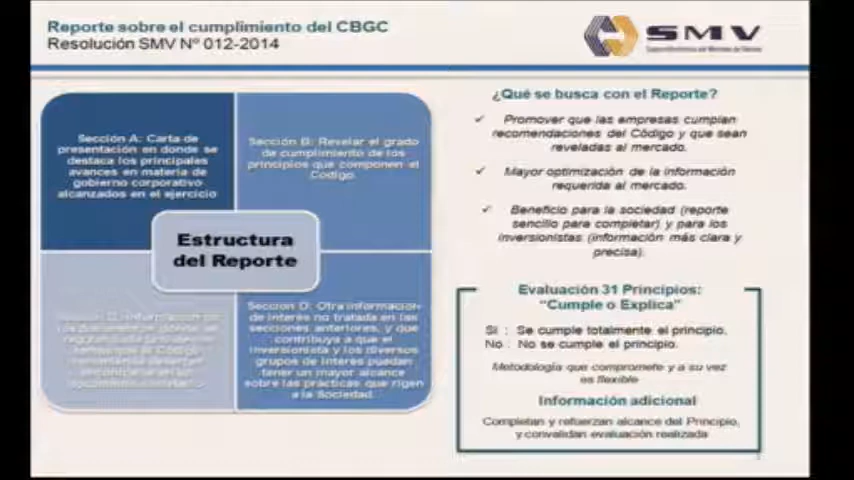 Reporte sobre el cumplimiento del CBGC
Resolución SMV Nº 012-2014
SMV
Superintendencia del Mercado de Valores
Sección A: Carta de
presentación en donde se
destaca los principales
avances en materia de
gobierno corporativo
alcanzados en el ejercicio
Sección B: Revelar el grado
de cumplimiento de los
principios que componen el
Código.
Estructura
del Reporte
Sección D: Otra información
de interés no tratada en las
secciones anteriores, y que
contribuya a que el
inversionista y los diversos
grupos de interés puedan
tener un mayor alcance
sobre las prácticas que rigen
a la Sociedad.
¿Qué se busca con el Reporte?
✓ Promover que las empresas cumplan
recomendaciones del Código y que sean
reveladas al mercado.
✓ Mayor optimización de la información
requerida al mercado.
✓ Beneficio para la sociedad (reporte
sencillo para completar) y para los
inversionistas (información más clara y
precisa).
Evaluación 31 Principios:
“Cumple o Explica”
Si : Se cumple totalmente el principio.
No : No se cumple el principio.
Metodología que compromete y a su vez
es flexible
Información adicional
Completan y refuerzan alcance del Principio,
y convalidan evaluación realizada